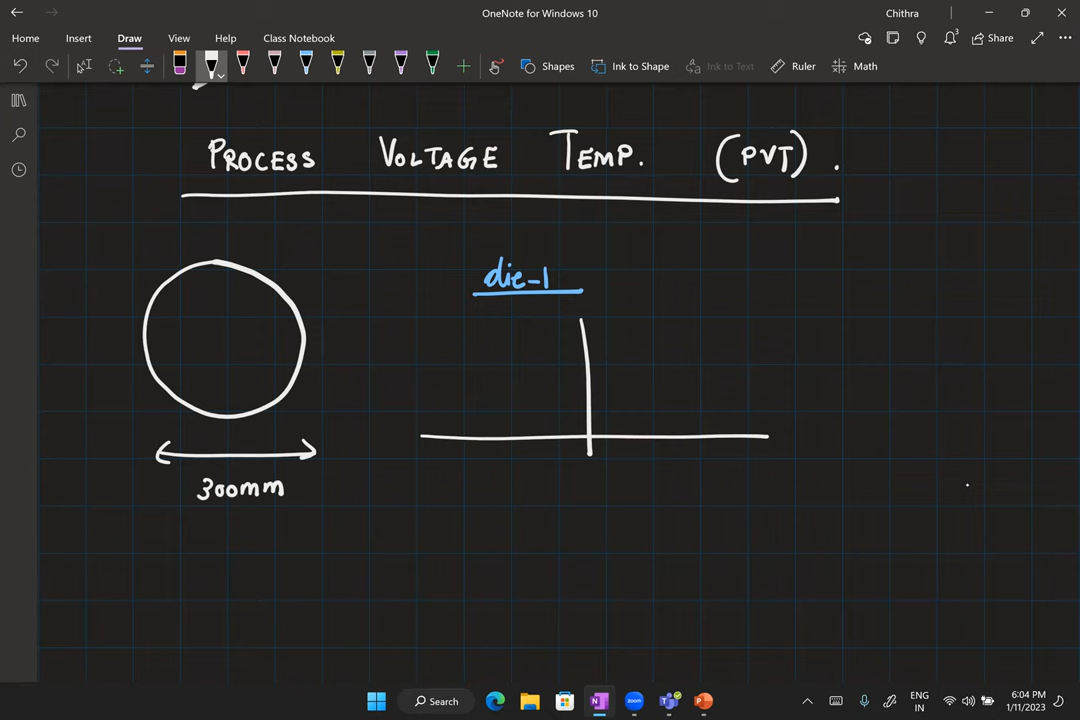 OneNote for Windows 10
Chithra
Home Insert Draw View Help Class Notebook
Share
Shapes Ink to Shape Ink to Text Ruler Math
PROCESS VOLTAGE TEMP. (PVT).
die-1
300mm
Search
ENG
IN
6:04 PM
1/11/2023